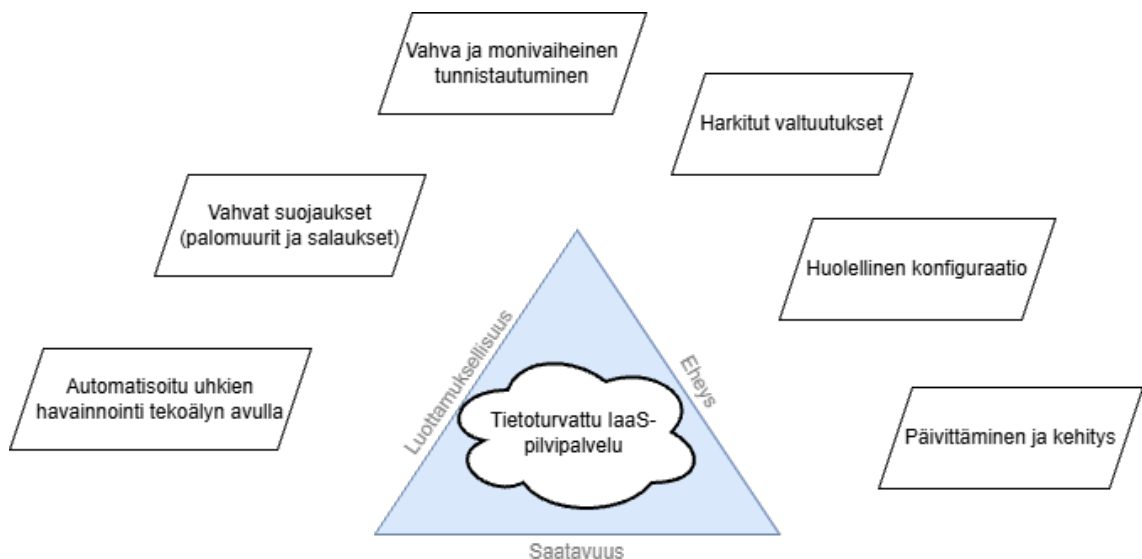 Vahva ja monivaiheinen
tunnistautuminen
Harkitut valtuutukset
Vahvat suojaukset
(palomuurit ja salaukset)
Huolellinen konfiguraatio
Automatisoitu uhkien
havainnointi tekoälyn avulla
Luottamuksellisuus
Eheys
Tietoturvattu IaaS-
pilvipalvelu
Päivittäminen ja kehitys
Saatavuus